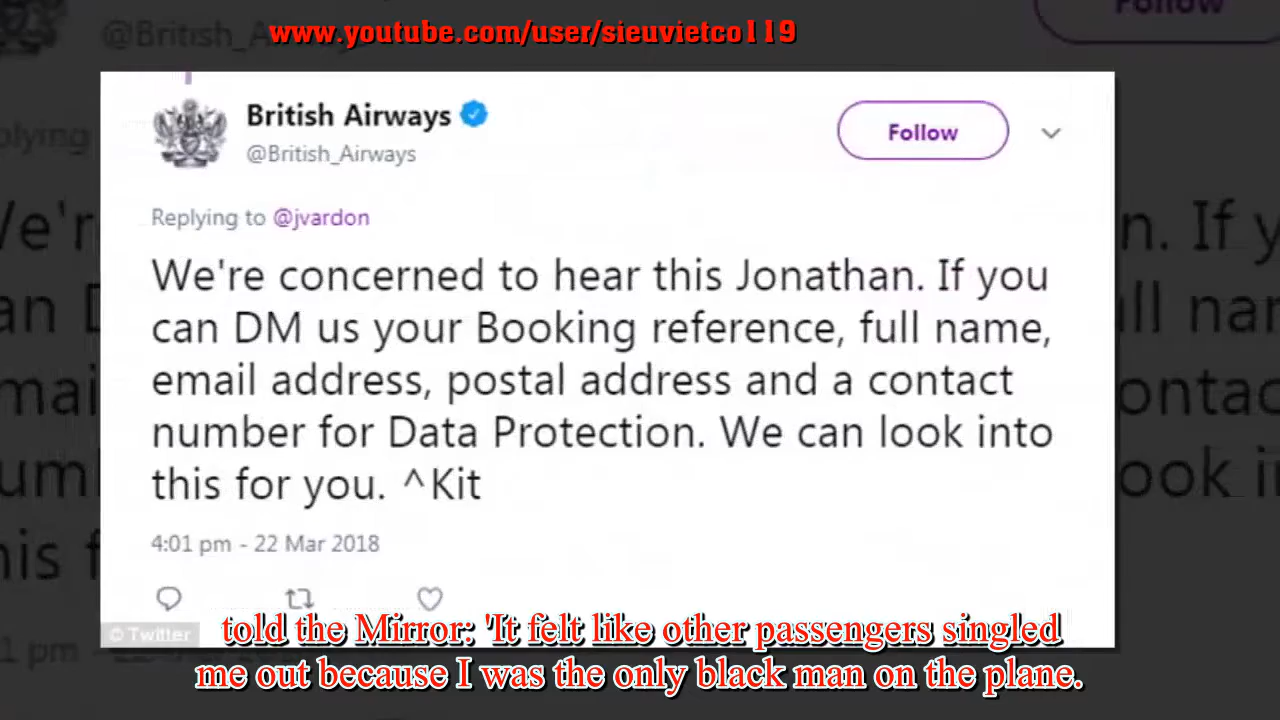 www.youtube.com/user/sieuvietco119
@British_A
Follow
British Airways
@British_Airways
Follow
Replying to @jvardon
We're concerned to hear this Jonathan. If you
can DM us your Booking reference, full name,
email address, postal address and a contact
number for Data Protection. We can look into
this for you. ^Kit
4:01 pm - 22 Mar 2018
© Twitter
told the Mirror: 'It felt like other passengers singled
me out because I was the only black man on the plane.